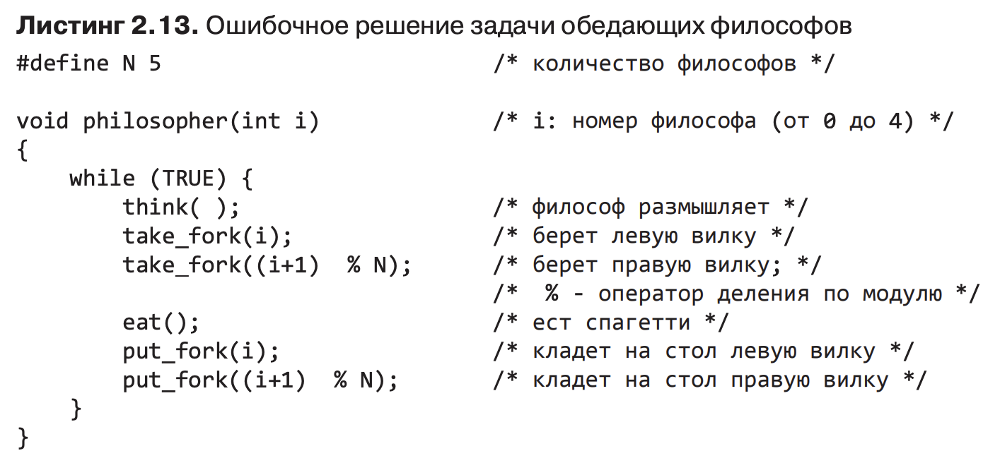 Листинг 2.13. Ошибочное решение задачи обедающих философов
#define N 5                         /* количество философов */
void philosopher(int i)             /* i: номер философа (от 0 до 4) */
{
    while (TRUE) {
        think( );                   /* философ размышляет */
        take_fork(i);               /* берет левую вилку */
        take_fork((i+1)  % N);      /* берет правую вилку; */
                                    /*  % - оператор деления по модулю */
        eat();                      /* ест спагетти */
        put_fork(i);                /* кладет на стол левую вилку */
        put_fork((i+1)  % N);       /* кладет на стол правую вилку */
    }
}